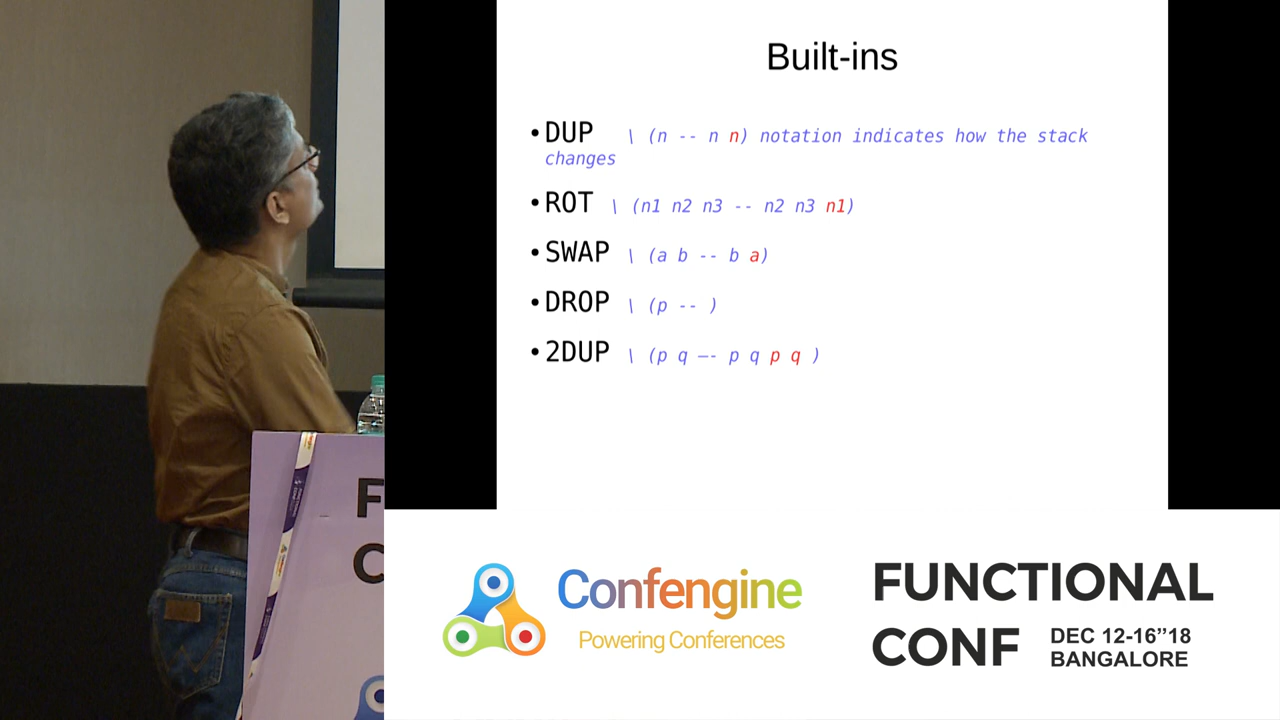 Built-ins
•DUP \ (n -- n n) notation indicates how the stack
changes
•ROT \ (n1 n2 n3 -- n2 n3 n1)
•SWAP \ (a b -- b a)
•DROP \ (p -- )
•2DUP \ (p q –- p q p q )
F
C
Confengine
Powering Conferences
FUNCTIONAL
CONF
DEC 12-16”18
BANGALORE